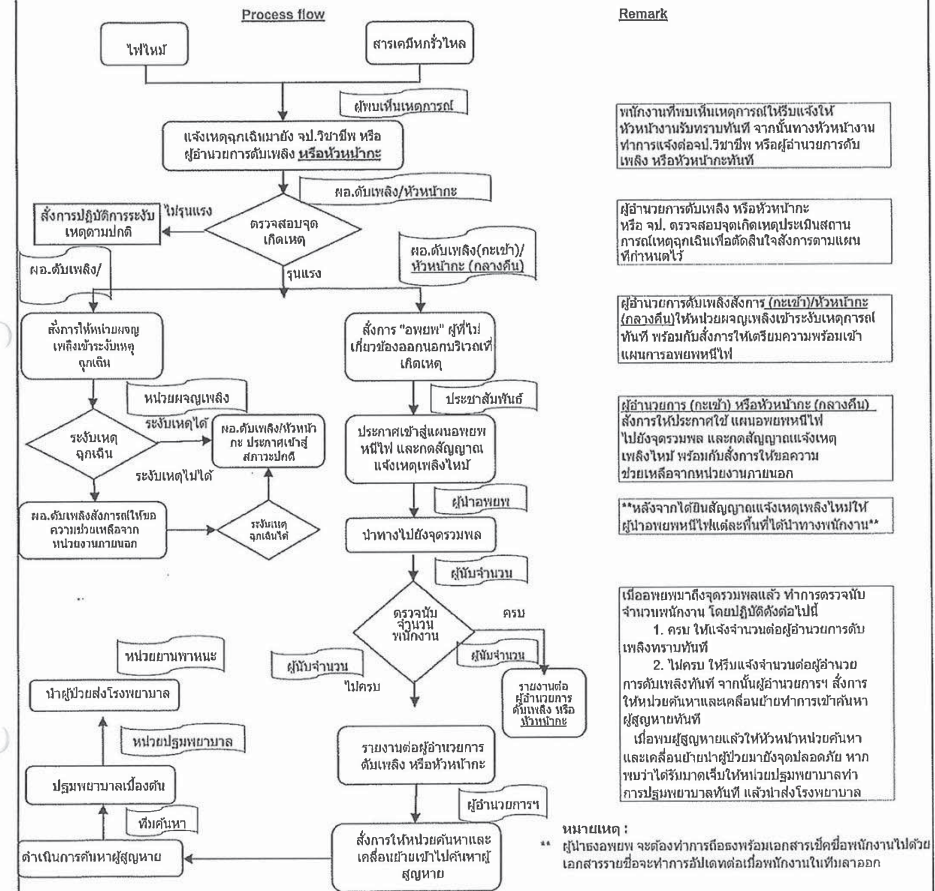 Process flow
Remark
ไฟไหม้
สารเคมีหกรั่วไหล
ผู้พบเห็นเหตุการณ์
แจ้งเหตุฉุกเฉินมายัง จป.วิชาชีพ หรือ
ผู้อำนวยการดับเพลิง หรือหัวหน้ากะ
พนักงานที่พบเห็นเหตุการณ์ให้รีบแจ้งให้
หัวหน้างานรับทราบทันที จากนั้นทางหัวหน้างาน
ทำการแจ้งต่อจป.วิชาชีพ หรือผู้อำนวยการดับ
เพลิง หรือหัวหน้ากะทันที
ผอ.ดับเพลิง/หัวหน้ากะ
สั่งการปฏิบัติการระงับ
เหตุตามปกติ
ไม่รุนแรง
ตรวจสอบจุด
เกิดเหตุ
ผู้อำนวยการดับเพลิง หรือหัวหน้ากะ
หรือ จป. ตรวจสอบจุดเกิดเหตุประเมินสถาน
การณ์เหตุฉุกเฉินเพื่อตัดสินใจสั่งการตามแผน
ที่กำหนดไว้
ผอ.ดับเพลิง/
รุนแรง
ผอ.ดับเพลิง(กะเช้า)/
หัวหน้ากะ (กลางคืน)
สั่งการให้หน่วยผจญ
เพลิงเข้าระงับเหตุ
ฉุกเฉิน
สั่งการ "อพยพ" ผู้ที่ไม่
เกี่ยวข้องออกนอกบริเวณที่
เกิดเหตุ
ผู้อำนวยการดับเพลิงสั่งการ (กะเช้า)/หัวหน้ากะ
(กลางคืน)ให้หน่วยผจญเพลิงเข้าระงับเหตุการณ์
ทันที พร้อมกับสั่งการให้เตรียมความพร้อมเข้า
แผนการอพยพหนีไฟ
หน่วยผจญเพลิง
ประชาสัมพันธ์
ระงับเหตุ
ฉุกเฉิน
ระงับเหตุได้
ผอ.ดับเพลิง/หัวหน้า
กะ ประกาศเข้าสู่
สภาวะปกติ
ระงับเหตุไม่ได้
ประกาศเข้าสู่แผนอพยพ
หนีไฟ และกดสัญญาณ
แจ้งเหตุเพลิงไหม้
ผู้อำนวยการ (กะเช้า) หรือหัวหน้ากะ (กลางคืน)
สั่งการให้ประกาศใช้ แผนอพยพหนีไฟ
ไปยังจุดรวมพล และกดสัญญาณแจ้งเหตุ
เพลิงไหม้ พร้อมกับสั่งการให้ขอความ
ช่วยเหลือจากหน่วยงานภายนอก
ผู้นำอพยพ
ผอ.ดับเพลิงสั่งการณ์ให้ขอ
ความช่วยเหลือจาก
หน่วยงานภายนอก
ระงับเหตุ
ฉุกเฉินได้
นำทางไปยังจุดรวมพล
**หลังจากได้ยินสัญญาณแจ้งเหตุเพลิงไหม้ให้
ผู้นำอพยพหนีไฟแต่ละพื้นที่ได้นำทางพนักงาน**
ผู้นับจำนวน
ตรวจนับ
จำนวน
พนักงาน
ครบ
ผู้นับจำนวน
ผู้นับจำนวน
ไม่ครบ
รายงานต่อ
ผู้อำนวยการ
ดับเพลิง หรือ
หัวหน้ากะ
เมื่ออพยพมาถึงจุดรวมพลแล้ว ทำการตรวจนับ
จำนวนพนักงาน โดยปฏิบัติดังต่อไปนี้
1. ครบ ให้แจ้งจำนวนต่อผู้อำนวยการดับ
เพลิงทราบทันที
2. ไม่ครบ ให้รีบแจ้งจำนวนต่อผู้อำนวย
การดับเพลิงทันที จากนั้นผู้อำนวยการฯ สั่งการ
ให้หน่วยค้นหาและเคลื่อนย้ายทำการเข้าค้นหา
ผู้สูญหายทันที
เมื่อพบผู้สูญหายแล้วให้หัวหน้าหน่วยค้นหา
และเคลื่อนย้ายนำผู้ป่วยมายังจุดปลอดภัย หาก
พบว่าได้รับบาดเจ็บให้หน่วยปฐมพยาบาลทำ
การปฐมพยาบาลทันที แล้วนำส่งโรงพยาบาล
หน่วยยานพาหนะ
นำผู้ป่วยส่งโรงพยาบาล
หน่วยปฐมพยาบาล
รายงานต่อผู้อำนวยการ
ดับเพลิง หรือหัวหน้ากะ
ปฐมพยาบาลเบื้องต้น
ผู้อำนวยการฯ
ทีมค้นหา
ดำเนินการค้นหาผู้สูญหาย
สั่งการให้หน่วยค้นหาและ
เคลื่อนย้ายเข้าไปค้นหาผู้
สูญหาย
หมายเหตุ :
** ผู้นำธงอพยพ จะต้องทำการถือธงพร้อมเอกสารเช็คชื่อพนักงานไปด้วย
เอกสารรายชื่อจะทำการอัปเดทต่อเมื่อพนักงานในทีมลาออก